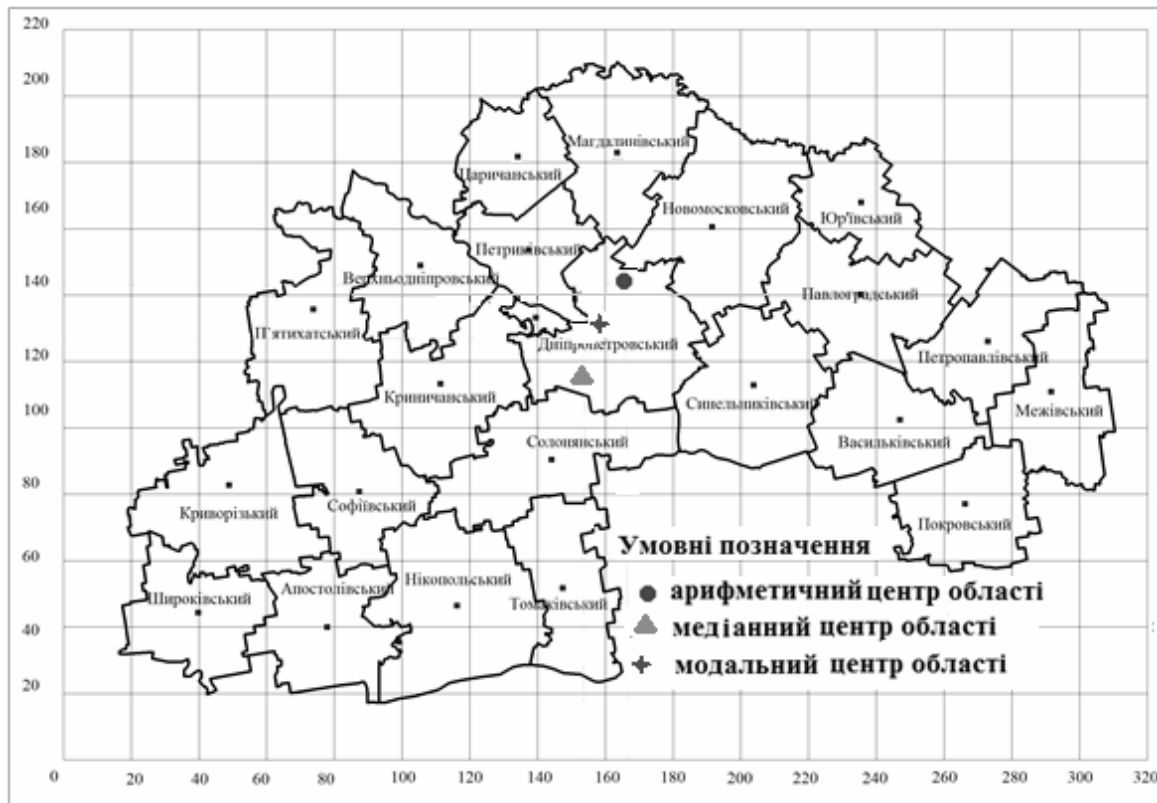 220
200
180
160
140
120
100
80
60
40
20
0 20 40 60 80 100 120 140 160 180 200 220 240 260 280 300 320
Магдалинівський
Царичанський
Новомосковський
Юр'ївський
Петриківський
Верхньодніпровський
Павлоградський
П'ятихатський
Дніпропетровський
Петропавлівський
Криничанський
Синельниківський
Межівський
Солонянський
Васильківський
Софіївський
Криворізький
Покровський
Умовні позначення
Нікопольський
Апостолівський
Широківський
Томаківський
арифметичний центр області
медіанний центр області
модальний центр області